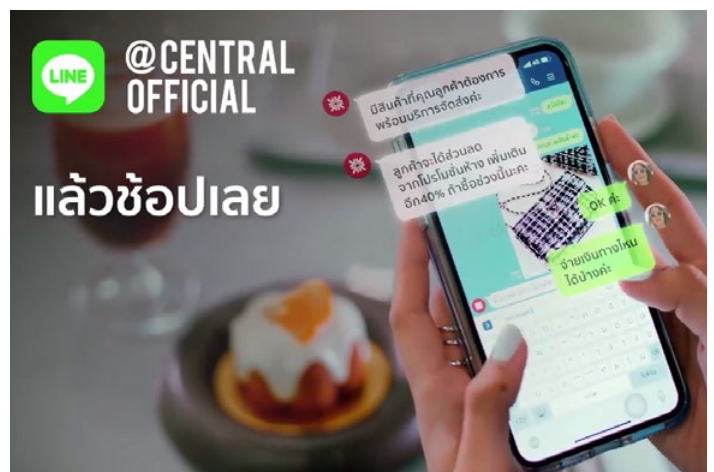 LINE
@CENTRAL
OFFICIAL
แล้วช้อปเลย
มีสินค้าที่คุณลูกค้าต้องการ
พร้อมบริการจัดส่งค่ะ
ลูกค้าจะได้ส่วนลด
จากโปรโมชั่นห้าง เพิ่มเติม
อีก40% ถ้าซื้อช่วงนี้นะคะ
OK ค่ะ
จ่ายเงินทางไหน
ได้บ้างคะ